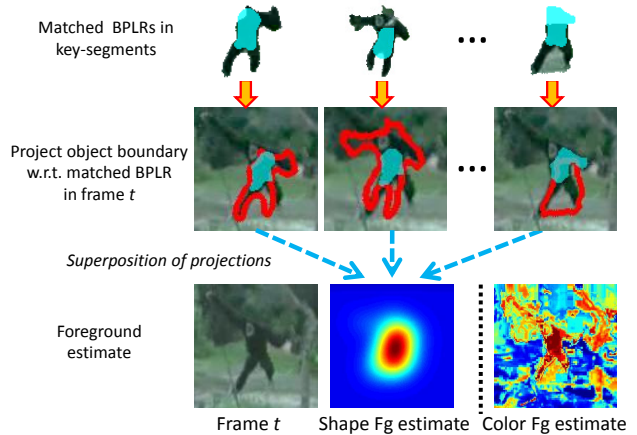 Matched BPLRs in
key-segments
...
Project object boundary
w.r.t. matched BPLR
in frame t
...
Superposition of projections
Foreground
estimate
Frame t
Shape Fg estimate
Color Fg estimate